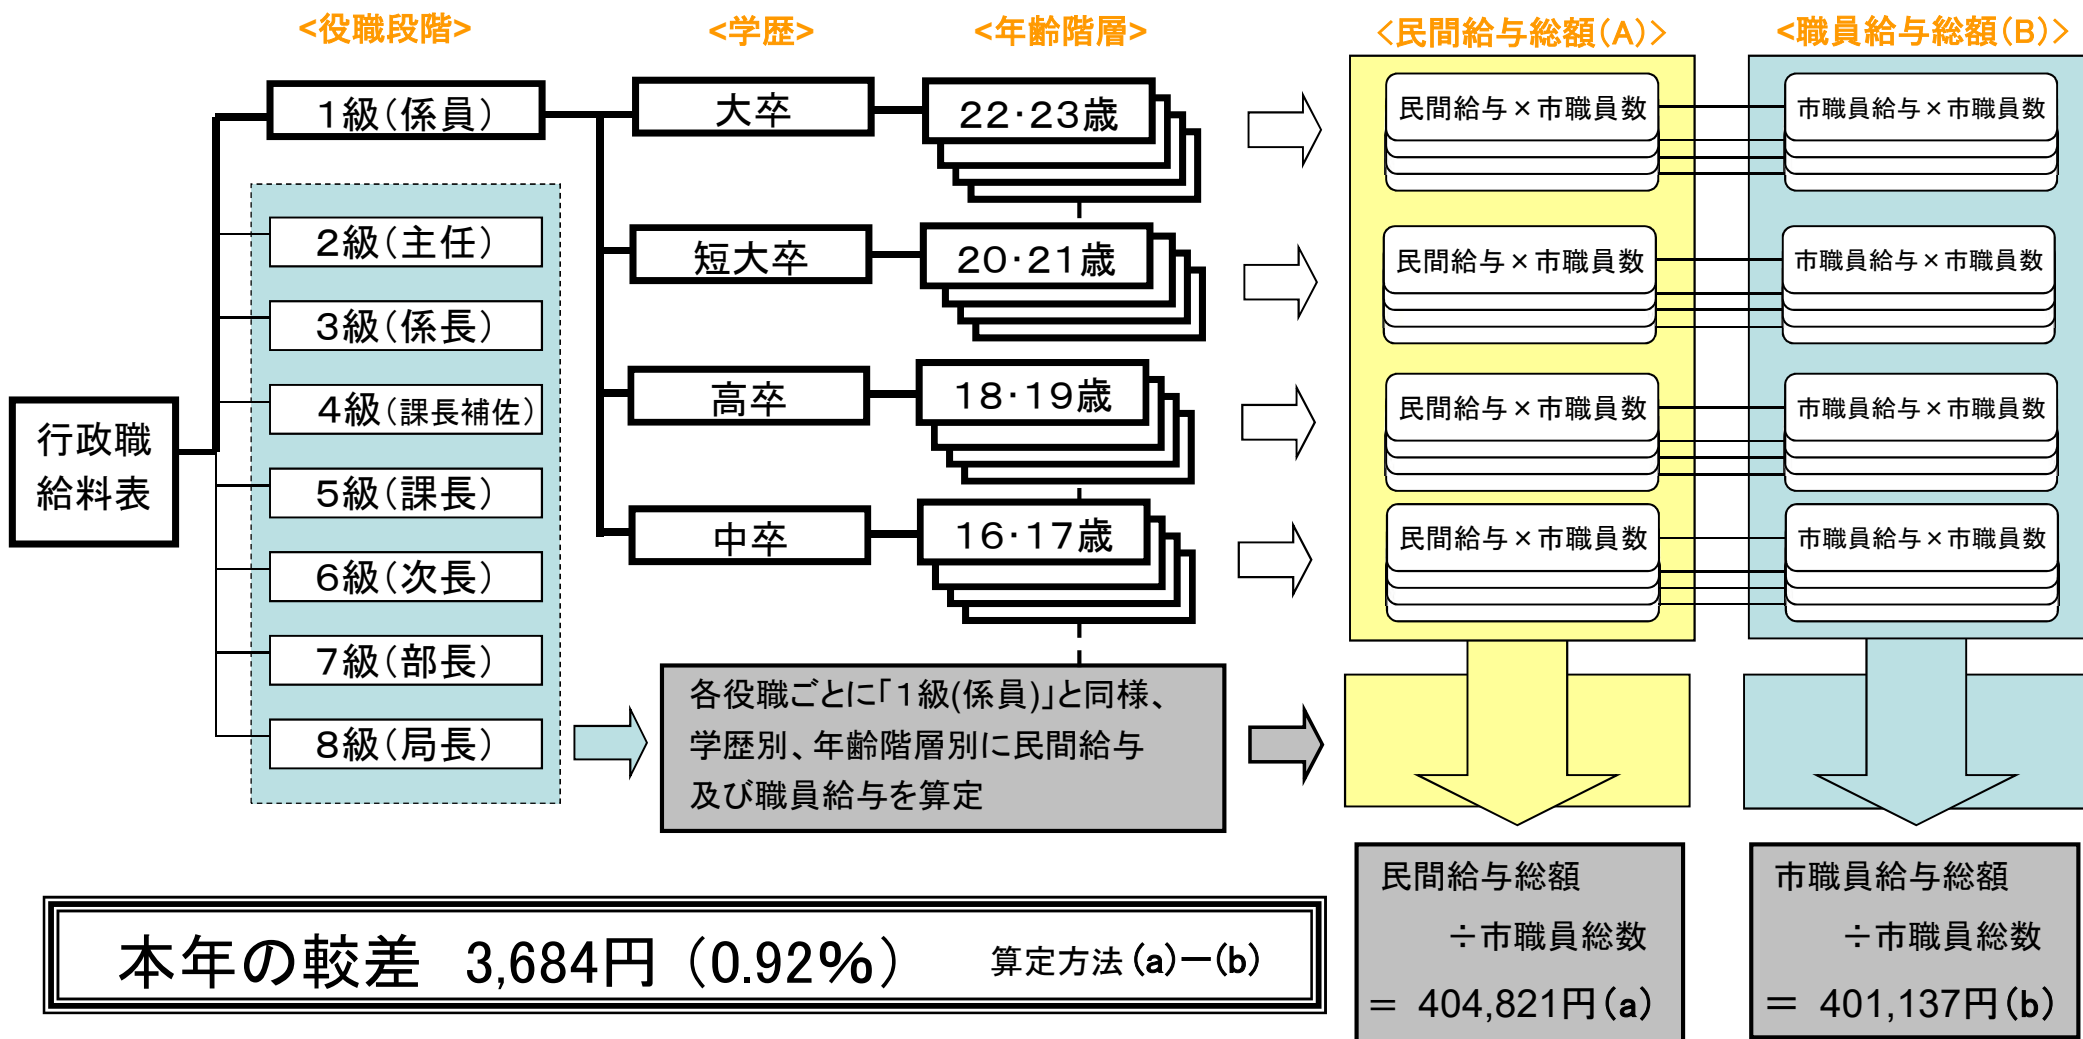 <役職段階>
<学歴>
<年齢階層>
<民間給与総額(A)>
<職員給与総額(B)>
行政職
給料表
1級(係員)
2級(主任)
3級(係長)
4級(課長補佐)
5級(課長)
6級(次長)
7級(部長)
8級(局長)
大卒
22・23歳
民間給与×市職員数
市職員給与×市職員数
短大卒
20・21歳
民間給与×市職員数
市職員給与×市職員数
高卒
18・19歳
民間給与×市職員数
市職員給与×市職員数
中卒
16・17歳
民間給与×市職員数
市職員給与×市職員数
各役職ごとに「1級(係員)」と同様、
学歴別、年齢階層別に民間給与
及び職員給与を算定
民間給与総額
÷市職員総数
= 404,821円(a)
市職員給与総額
÷市職員総数
= 401,137円(b)
本年の較差 3,684円 (0.92%) 算定方法(a)-(b)